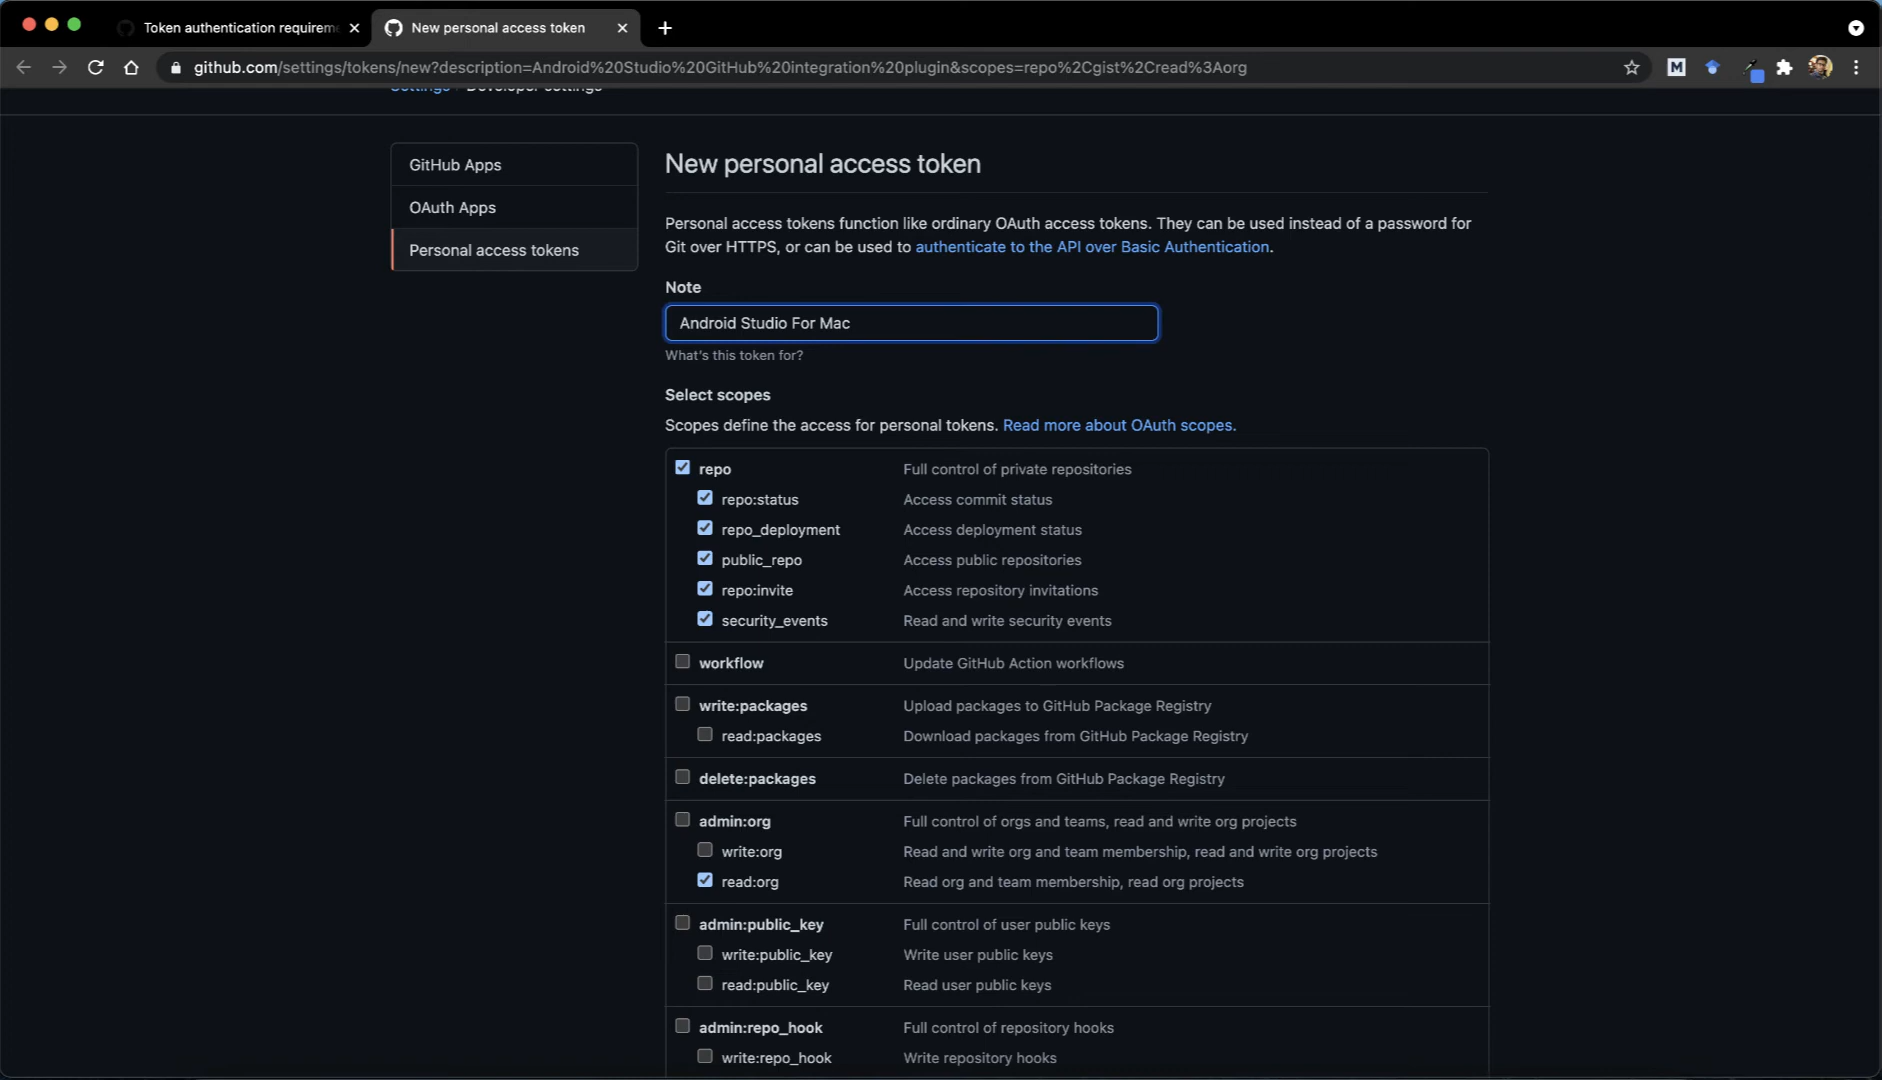 Token authentication requirem
New personal access token
github.com/settings/tokens/new?description=Android%20Studio%20GitHub%20integration%20plugin&scopes=repo%2Cgist%2Cread%3Aorg
M
Settings / Developer settings
GitHub Apps
OAuth Apps
Personal access tokens
New personal access token
Personal access tokens function like ordinary OAuth access tokens. They can be used instead of a password for
Git over HTTPS, or can be used to authenticate to the API over Basic Authentication.
Note
Android Studio For Mac
What's this token for?
Select scopes
Scopes define the access for personal tokens. Read more about OAuth scopes.
repo Full control of private repositories
repo:status Access commit status
repo_deployment Access deployment status
public_repo Access public repositories
repo:invite Access repository invitations
security_events Read and write security events
workflow Update GitHub Action workflows
write:packages Upload packages to GitHub Package Registry
read:packages Download packages from GitHub Package Registry
delete:packages Delete packages from GitHub Package Registry
admin:org Full control of orgs and teams, read and write org projects
write:org Read and write org and team membership, read and write org projects
read:org Read org and team membership, read org projects
admin:public_key Full control of user public keys
write:public_key Write user public keys
read:public_key Read user public keys
admin:repo_hook Full control of repository hooks
write:repo_hook Write repository hooks